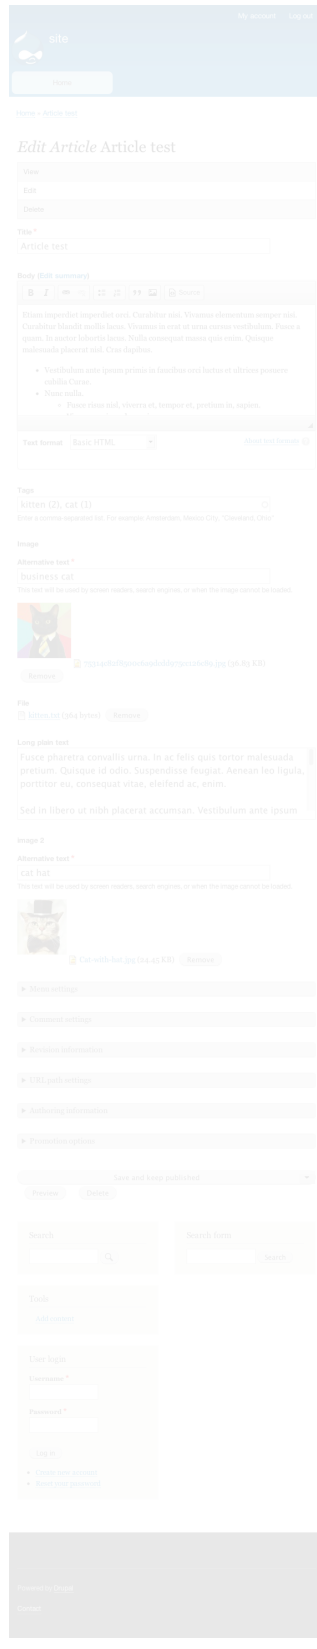 My account Log out
site
Home
Home » Article test
Edit Article Article test
View
Edit
Delete
Title *
Article test
Body (Edit summary)
B I Source
Etiam imperdiet imperdiet orci. Curabitur nisi. Vivamus elementum semper nisi
Curabitur blandit mollis lacus. Vivamus in erat ut urna cursus vestibulum. Fusce a
quam. In auctor lobortis lacus. Nulla consequat massa quis enim. Quisque
malesuada placerat nisl. Cras dapibus.
Vestibulum ante ipsum primis in faucibus orci luctus et ultrices posuere
cubilia Curae
Nunc nulla
Fusce risus nisl, viverra et, tempor et, pretium in, sapien.
Text format Basic HTML About text formats
Tags
kitten (2), cat (1)
Enter a comma-separated list. For example: Amsterdam, Mexico City, "Cleveland, Ohio"
Image
Alternative text *
business cat
This text will be used by screen readers, search engines, or when the image cannot be loaded.
Remove
File
kitten.txt Remove
Long plain text
Fusce pharetra convallis urna. In ac felis quis tortor malesuada
pretium. Quisque id odio. Suspendisse feugiat. Aenean leo ligula,
porttitor eu, consequat vitae, eleifend ac, enim.
Sed in libero ut nibh placerat accumsan. Vestibulum ante ipsum
Image 2
Alternative text *
cat hat
This text will be used by screen readers, search engines, or when the image cannot be loaded.
Remove
Menu settings
Comment settings
Revision information
URL path settings
Authoring information
Promotion options
Save and keep published
Preview Delete
Search Search form
Search
Tools
Add content
User login
Username *
Password *
Log in
Create new account
Reset your password
Powered by Drupal
Contact